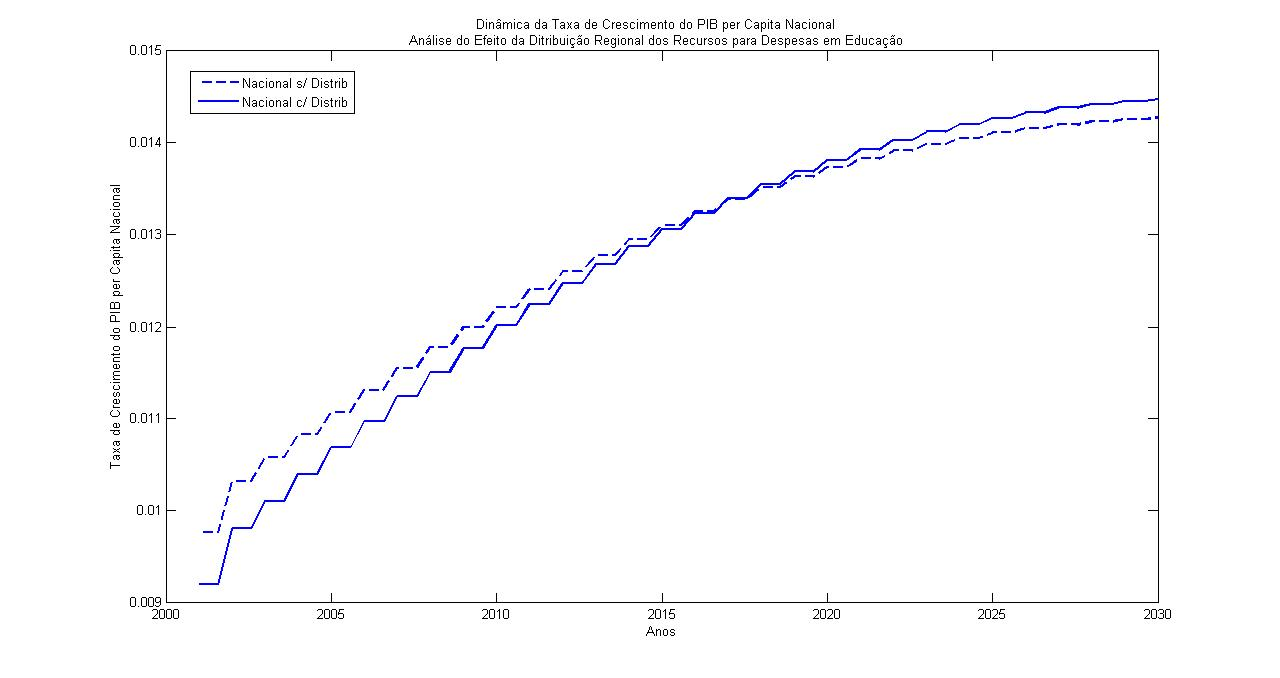 Dinâmica da Taxa de Crescimento do PIB per Capita Nacional
Análise do Efeito da Ditribuição Regional dos Recursos para Despesas em Educação
0.015
Nacional s/ Distrib
Nacional c/ Distrib
0.014
0.013
0.012
0.011
0.01
0.009
Taxa de Crescimento do PIB per Capita Nacional
2000
2005
2010
2015
2020
2025
2030
Anos